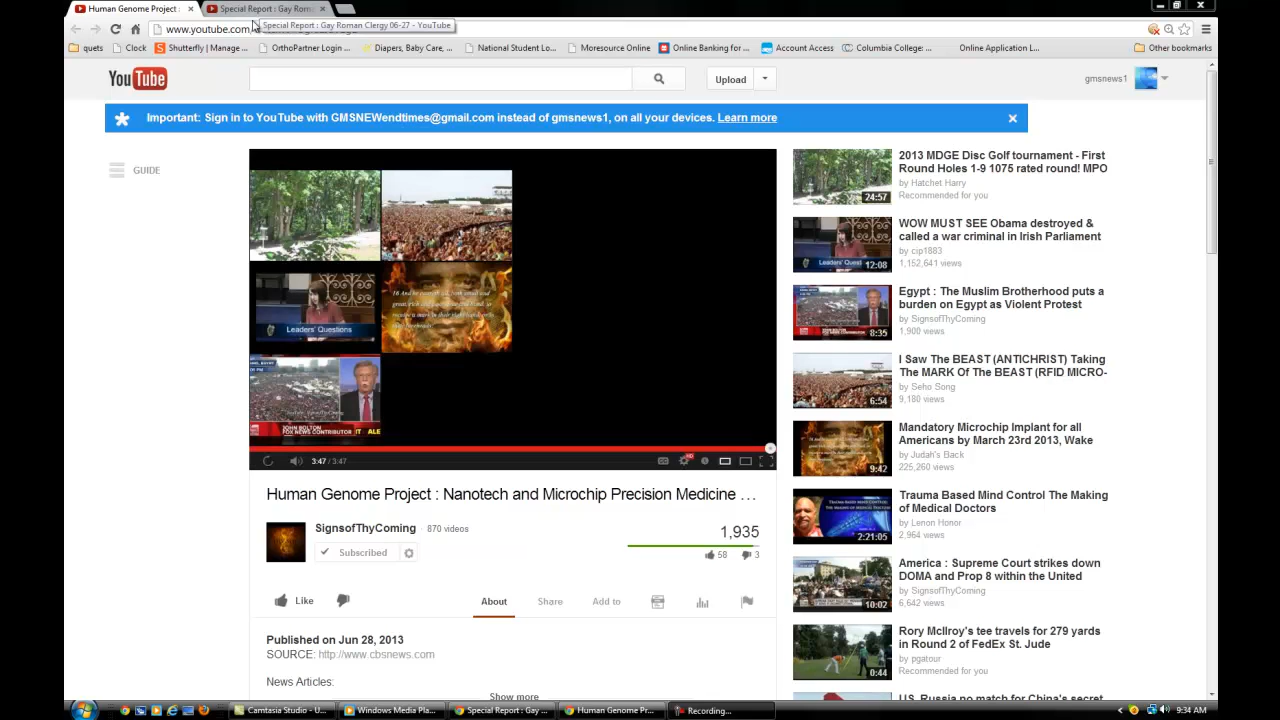 Human Genome Project :
Special Report : Gay Rom
www.youtube.com/
Special Report : Gay Roman Clergy 06-27 - YouTube
quets
Clock
Shutterfly | Manage ...
OrthoPartner Login ...
Diapers, Baby Care, ...
National Student Lo...
Moresource Online
Online Banking for ...
Account Access
Columbia College: ...
Online Application L...
Other bookmarks
YouTube
Upload
gmsnews1
Important: Sign in to YouTube with GMSNEWendtimes@gmail.com instead of gmsnews1, on all your devices. Learn more
GUIDE
Leaders' Questions
JOHN BOLTON
FOX NEWS CONTRIBUTOR
3:47 / 3:47
HD
Human Genome Project : Nanotech and Microchip Precision Medicine ...
SignsofThyComing · 870 videos
Subscribed
1,935
58
3
Like
About
Share
Add to
Published on Jun 28, 2013
SOURCE: http://www.cbsnews.com
News Articles:
Show more
24:57
2013 MDGE Disc Golf tournament - First
Round Holes 1-9 1075 rated round! MPO
by Hatchet Harry
Recommended for you
Leaders' Quest
12:08
WOW MUST SEE Obama destroyed &
called a war criminal in Irish Parliament
by cip1883
1,152,641 views
8:35
Egypt : The Muslim Brotherhood puts a
burden on Egypt as Violent Protest
by SignsofThyComing
1,900 views
6:54
I Saw The BEAST (ANTICHRIST) Taking
The MARK Of The BEAST (RFID MICRO-
by Seho Song
9,180 views
9:42
Mandatory Microchip Implant for all
Americans by March 23rd 2013, Wake
by Judah's Back
225,260 views
2:21:05
Trauma Based Mind Control The Making
of Medical Doctors
by Lenon Honor
2,964 views
10:02
America : Supreme Court strikes down
DOMA and Prop 8 within the United
by SignsofThyComing
6,642 views
0:44
Rory McIlroy's tee travels for 279 yards
in Round 2 of FedEx St. Jude
by pgatour
Recommended for you
U.S. Russia no match for China's secret
Camtasia Studio - U...
Windows Media Pla...
Special Report : Gay ...
Human Genome Pro...
Recording...
9:34 AM